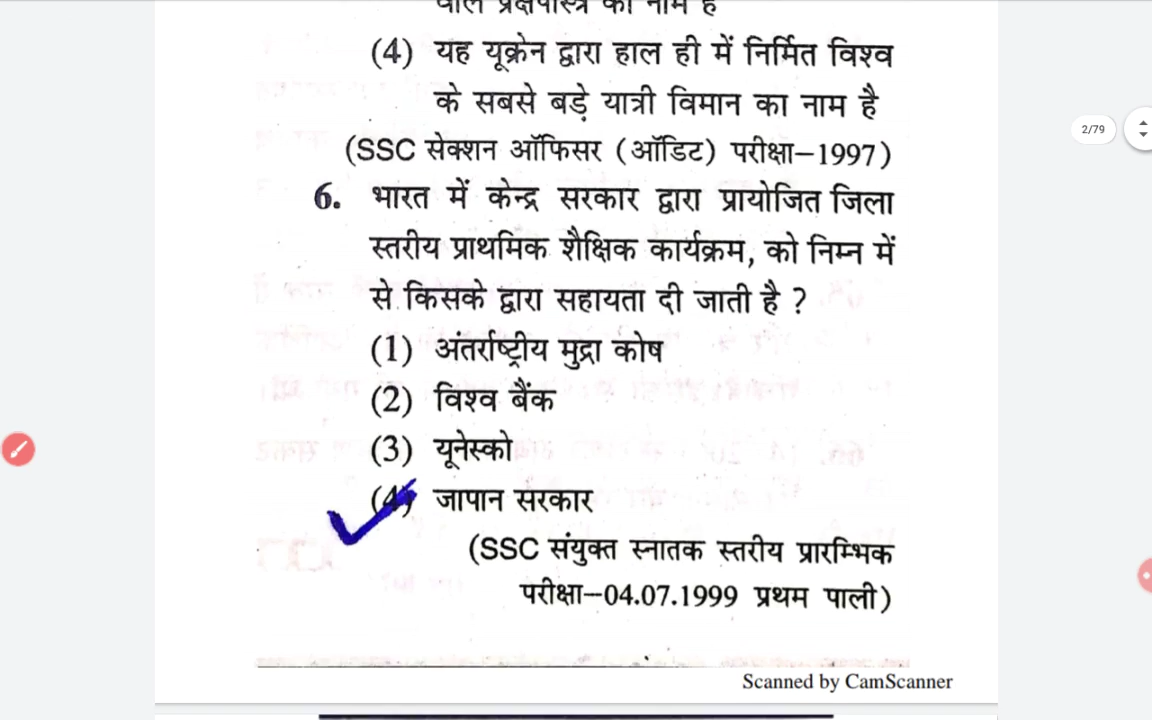 वाले प्रक्षेपास्त्र का नाम है
(4) यह यूक्रेन द्वारा हाल ही में निर्मित विश्व
के सबसे बड़े यात्री विमान का नाम है
(SSC सेक्शन ऑफिसर (ऑडिट) परीक्षा–1997)
2/79
6. भारत में केन्द्र सरकार द्वारा प्रायोजित जिला
स्तरीय प्राथमिक शैक्षिक कार्यक्रम, को निम्न में
से किसके द्वारा सहायता दी जाती है ?
(1) अंतर्राष्ट्रीय मुद्रा कोष
(2) विश्व बैंक
(3) यूनेस्को
(4) जापान सरकार
(SSC संयुक्त स्नातक स्तरीय प्रारम्भिक
परीक्षा–04.07.1999 प्रथम पाली)
Scanned by CamScanner